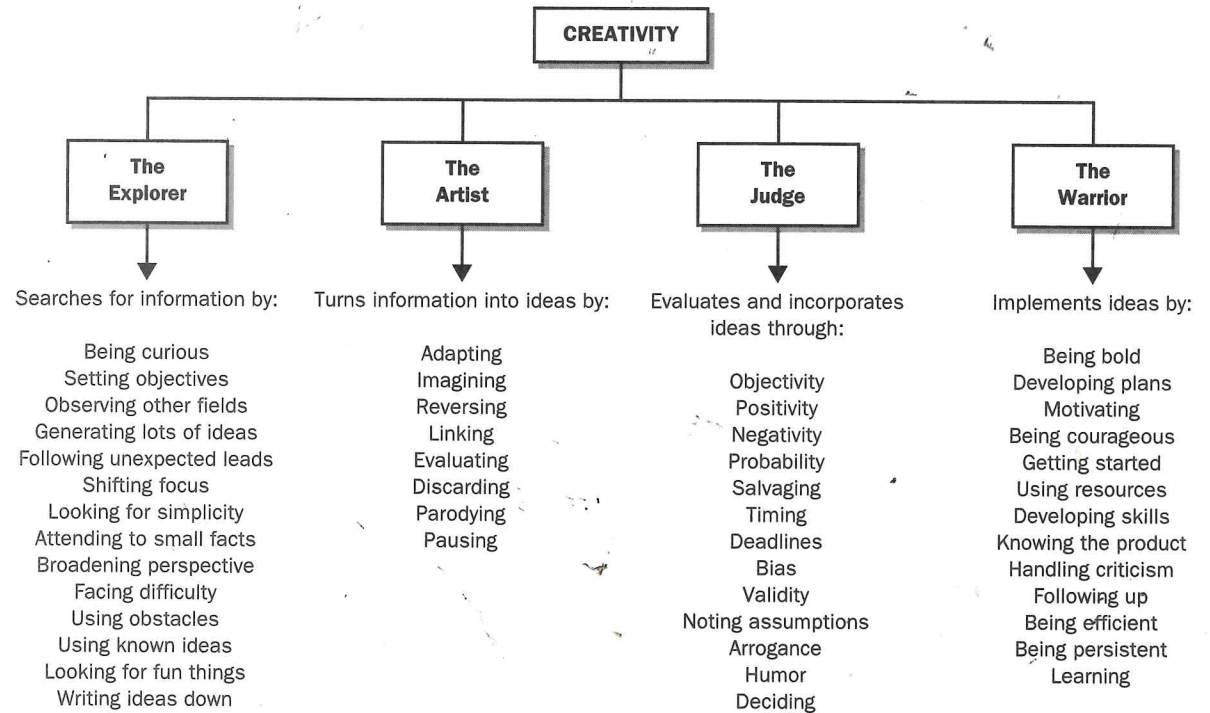 CREATIVITY
The
Explorer
Searches for information by:
Being curious
Setting objectives
Observing other fields
Generating lots of ideas
Following unexpected leads
Shifting focus
Looking for simplicity
Attending to small facts
Broadening perspective
Facing difficulty
Using obstacles
Using known ideas
Looking for fun things
Writing ideas down
The
Artist
Turns information into ideas by:
Adapting
Imagining
Reversing
Linking
Evaluating
Discarding
Parodying
Pausing
The
Judge
Evaluates and incorporates
ideas through:
Objectivity
Positivity
Negativity
Probability
Salvaging
Timing
Deadlines
Bias
Validity
Noting assumptions
Arrogance
Humor
Deciding
The
Warrior
Implements ideas by:
Being bold
Developing plans
Motivating
Being courageous
Getting started
Using resources
Developing skills
Knowing the product
Handling criticism
Following up
Being efficient
Being persistent
Learning